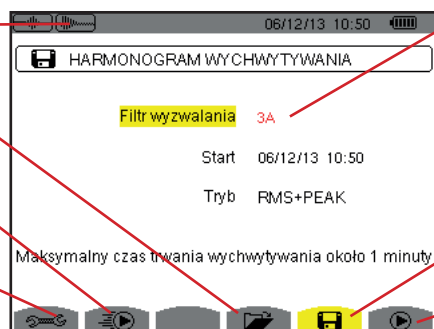 06/12/13 10:50
HARMONOGRAM WYCHWYTYWANIA
Filtr wyzwalania 3A
Start 06/12/13 10:50
Tryb RMS+PEAK
Maksymalny czas trwania wychwytywania około 1 minuty